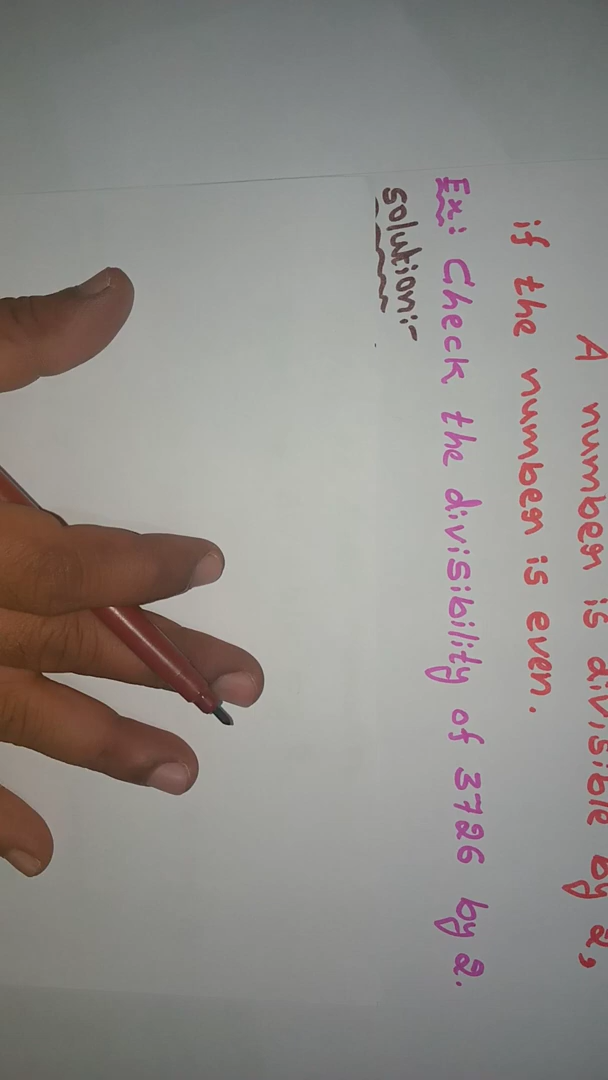 A number is divisible by 2,
if the number is even.
Ex: Check the divisibility of 3726 by 2.
Solution:-